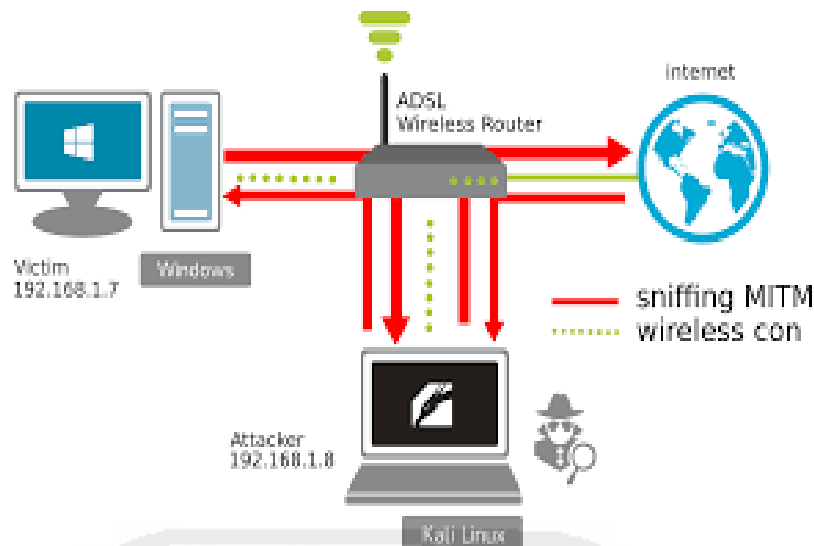 internet
ADSL
Wireless Router
Victim
192.168.1.7
Windows
sniffing MITM
wireless con
Attacker
192.168.1.8
Kali Linux